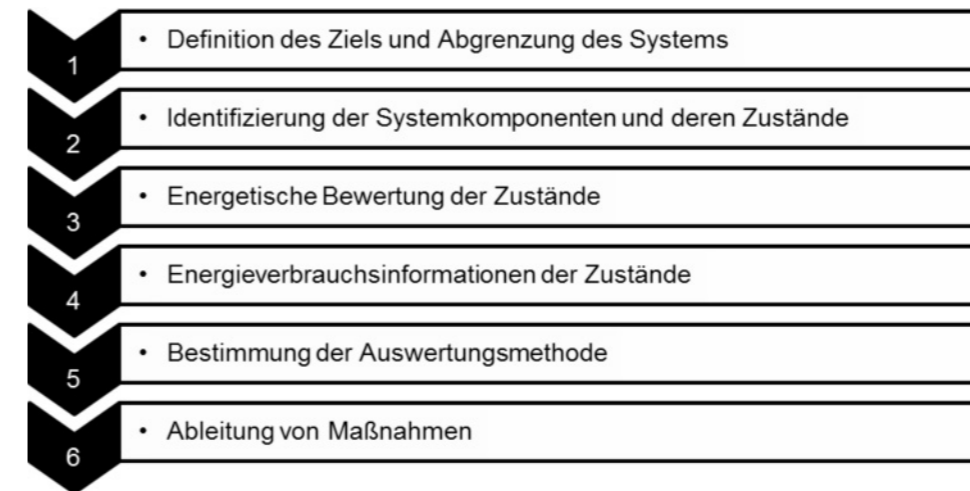 1 • Definition des Ziels und Abgrenzung des Systems
2 • Identifizierung der Systemkomponenten und deren Zustände
3 • Energetische Bewertung der Zustände
4 • Energieverbrauchsinformationen der Zustände
5 • Bestimmung der Auswertungsmethode
6 • Ableitung von Maßnahmen